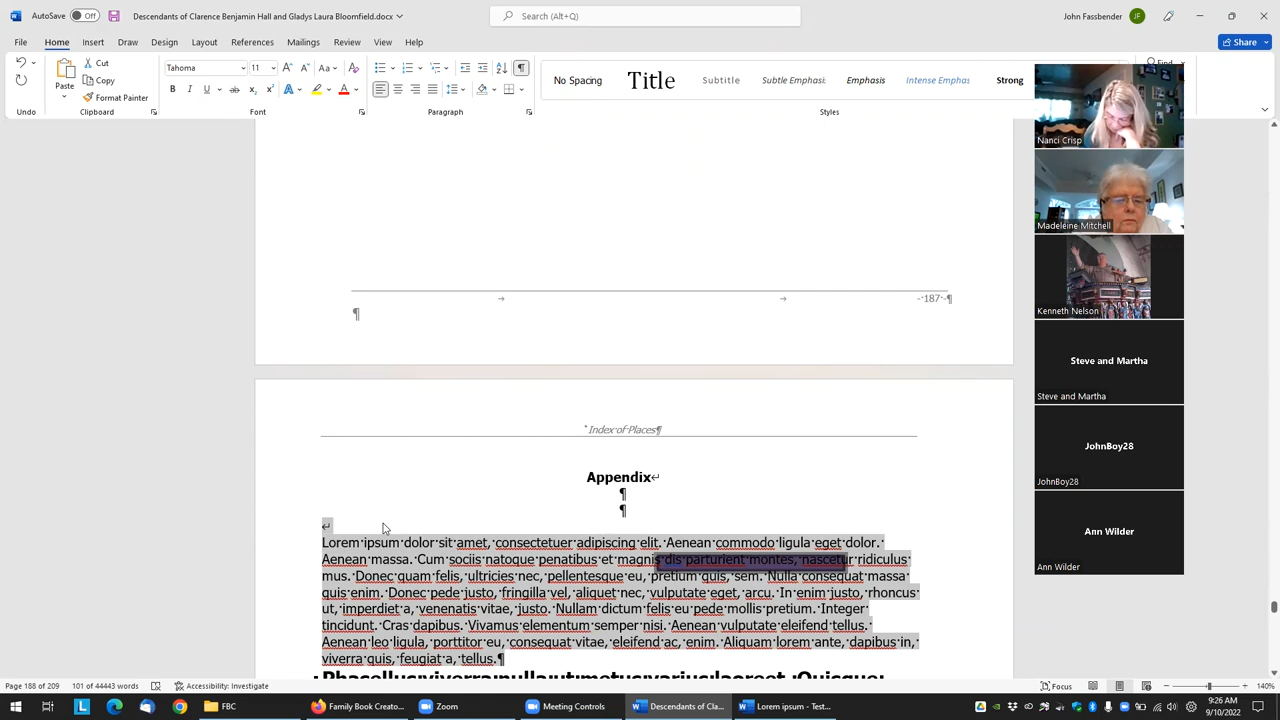 AutoSave Off Descendants of Clarence Benjamin Hall and Gladys Laura Bloomfield.docx Search (Alt+Q) John Fassbender JF
File Home Insert Draw Design Layout References Mailings Review View Help Share
Paste Cut Copy Format Painter Tahoma 11 No Spacing Title Subtitle Subtle Emphasis Emphasis Intense Emphas Strong Find
Undo Clipboard Font Paragraph Styles
Nanci Crisp
Madeleine Mitchell
Kenneth Nelson
Steve and Martha
Steve and Martha
JohnBoy28
JohnBoy28
Ann Wilder
Ann Wilder
→ → -·187·-¶
¶
Index·of·Places¶
Appendix↵
¶
¶
↵
Lorem·ipsum·dolor·sit·amet,·consectetuer·adipiscing·elit.·Aenean·commodo·ligula·eget·dolor.·
Aenean·massa.·Cum·sociis·natoque·penatibus·et·magnis·dis·parturient·montes,·nascetur·ridiculus·
mus.·Donec·quam·felis,·ultricies·nec,·pellentesque·eu,·pretium·quis,·sem.·Nulla·consequat·massa·
quis·enim.·Donec·pede·justo,·fringilla·vel,·aliquet·nec,·vulputate·eget,·arcu.·In·enim·justo,·rhoncus·
ut,·imperdiet·a,·venenatis·vitae,·justo.·Nullam·dictum·felis·eu·pede·mollis·pretium.·Integer·
tincidunt.·Cras·dapibus.·Vivamus·elementum·semper·nisi.·Aenean·vulputate·eleifend·tellus.·
Aenean·leo·ligula,·porttitor·eu,·consequat·vitae,·eleifend·ac,·enim.·Aliquam·lorem·ante,·dapibus·in,·
viverra·quis,·feugiat·a,·tellus.¶
Phasellus·viverra·nulla·ut·metus·varius·laoreet.·Quisque·
Page 188 of 209 101 of 44443 words Accessibility: Investigate Focus 140%
FBC Family Book Creato... Zoom Meeting Controls Descendants of Cla... Lorem ipsum - Test... 9:26 AM
9/10/2022